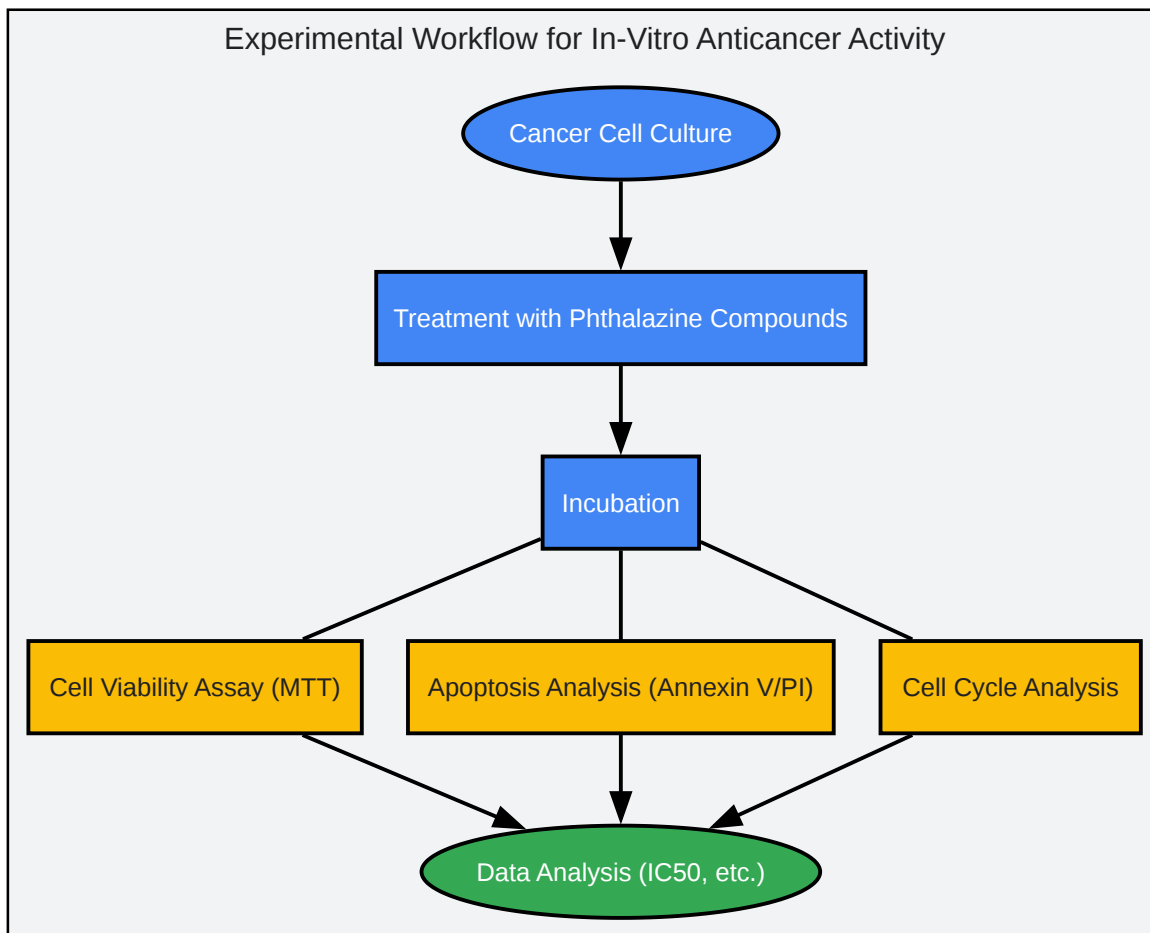 Experimental Workflow for In-Vitro Anticancer Activity
Cancer Cell Culture
Treatment with Phthalazine Compounds
Incubation
Cell Viability Assay (MTT)
Apoptosis Analysis (Annexin V/PI)
Cell Cycle Analysis
Data Analysis (IC50, etc.)